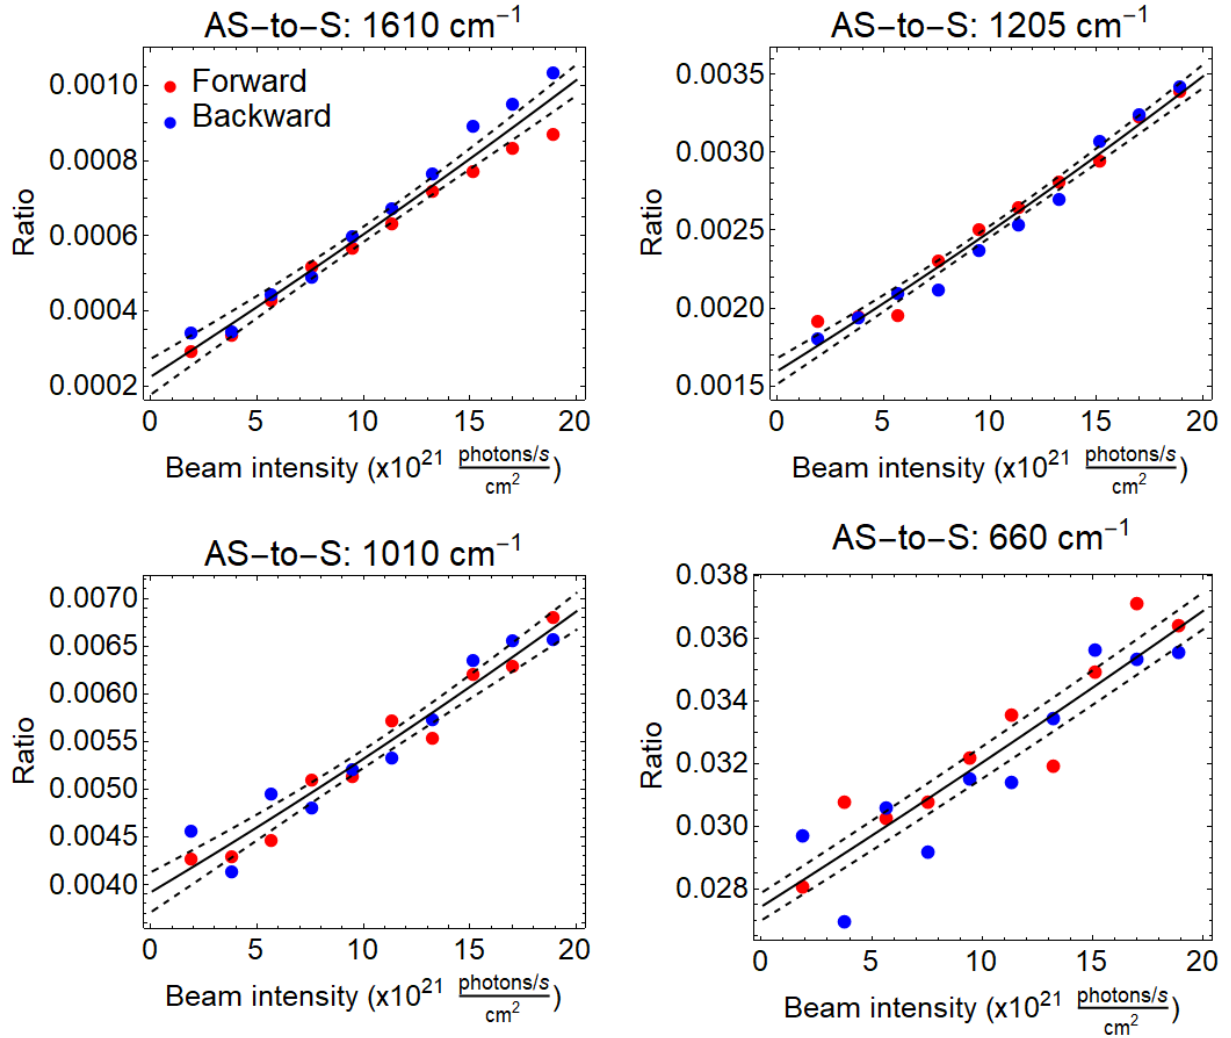 AS-to-S: 1610 cm⁻¹
Forward
Backward
Ratio
0.0010
0.0008
0.0006
0.0004
0.0002
0 5 10 15 20
Beam intensity (x10²¹ photons/s / cm²)
AS-to-S: 1205 cm⁻¹
Ratio
0.0035
0.0030
0.0025
0.0020
0.0015
0 5 10 15 20
Beam intensity (x10²¹ photons/s / cm²)
AS-to-S: 1010 cm⁻¹
Ratio
0.0070
0.0065
0.0060
0.0055
0.0050
0.0045
0.0040
0 5 10 15 20
Beam intensity (x10²¹ photons/s / cm²)
AS-to-S: 660 cm⁻¹
Ratio
0.038
0.036
0.034
0.032
0.030
0.028
0 5 10 15 20
Beam intensity (x10²¹ photons/s / cm²)